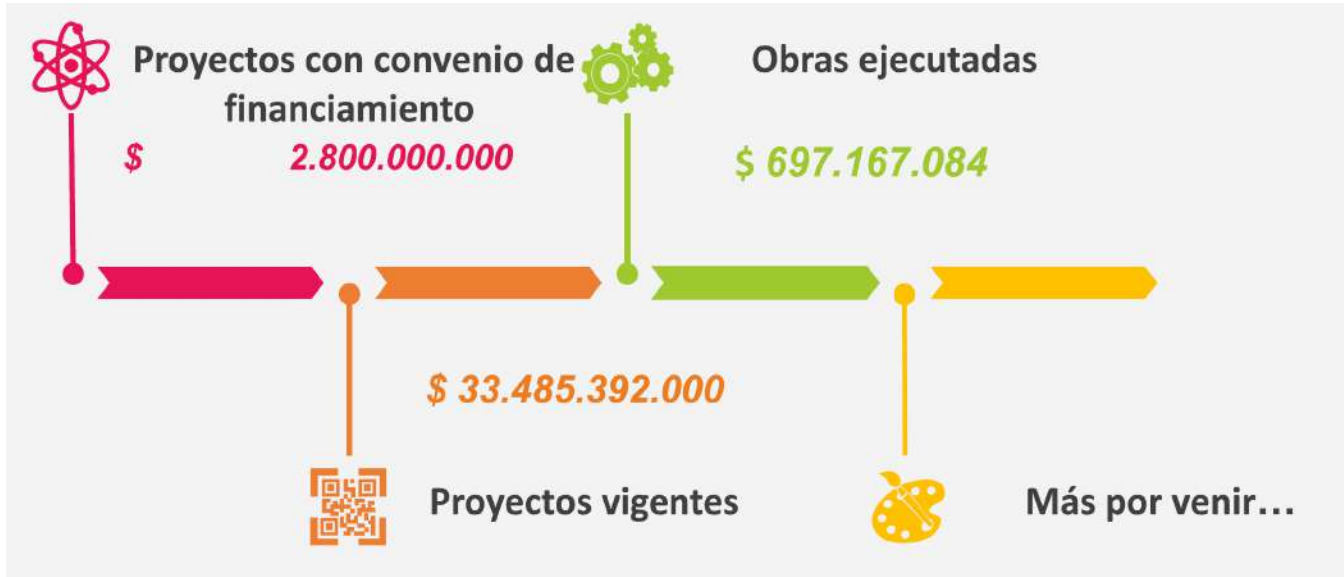 Proyectos con convenio de
financiamiento
$ 2.800.000.000
Obras ejecutadas
$ 697.167.084
$ 33.485.392.000
Proyectos vigentes
Más por venir...